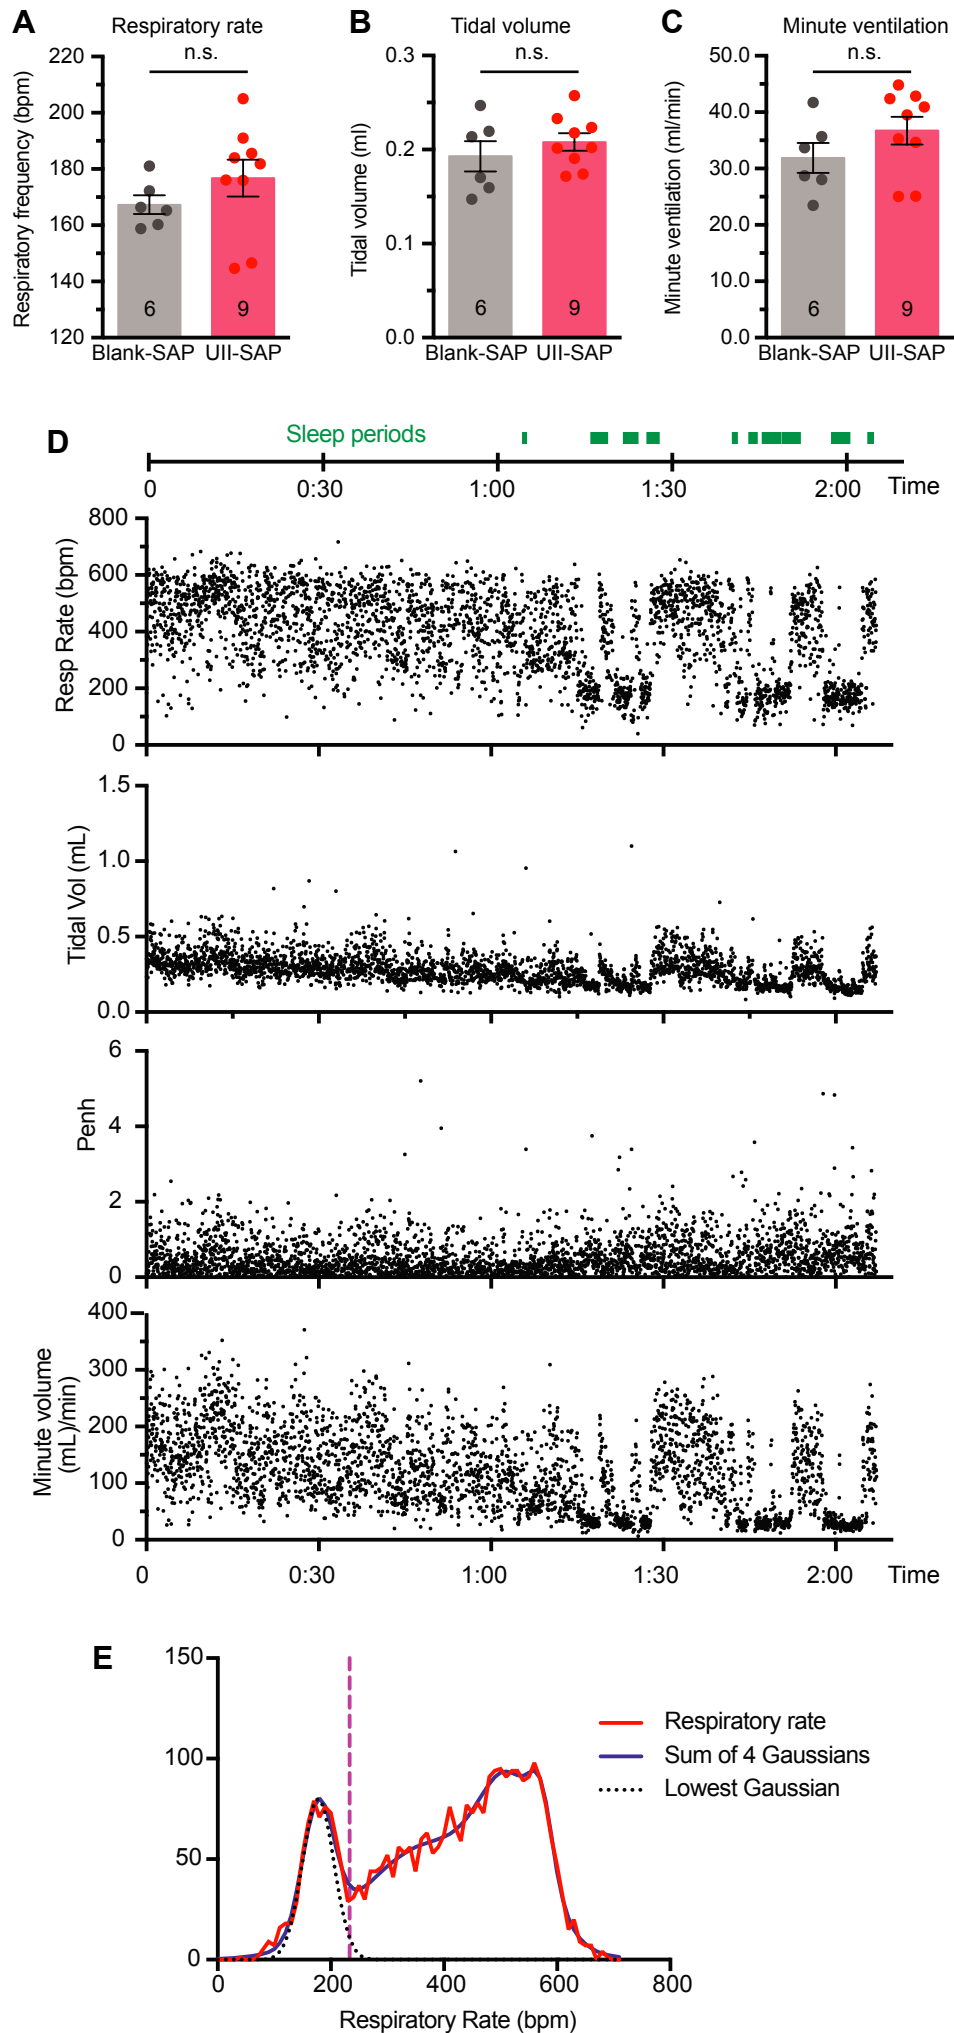 A
Respiratory rate
n.s.
Respiratory frequency (bpm)
220
200
180
160
140
120
6
9
Blank-SAP
UII-SAP
B
Tidal volume
n.s.
Tidal volume (ml)
0.3
0.2
0.1
0.0
6
9
Blank-SAP
UII-SAP
C
Minute ventilation
n.s.
Minute ventilation (ml/min)
50.0
40.0
30.0
20.0
10.0
0.0
6
9
Blank-SAP
UII-SAP
D
Sleep periods
0
0:30
1:00
1:30
2:00
Time
Resp Rate (bpm)
800
600
400
200
0
Tidal Vol (mL)
1.5
1.0
0.5
0.0
Penh
6
4
2
0
Minute volume
(mL)/min)
400
300
200
100
0
0
0:30
1:00
1:30
2:00
Time
E
150
100
50
0
0
200
400
600
800
Respiratory Rate (bpm)
Respiratory rate
Sum of 4 Gaussians
Lowest Gaussian